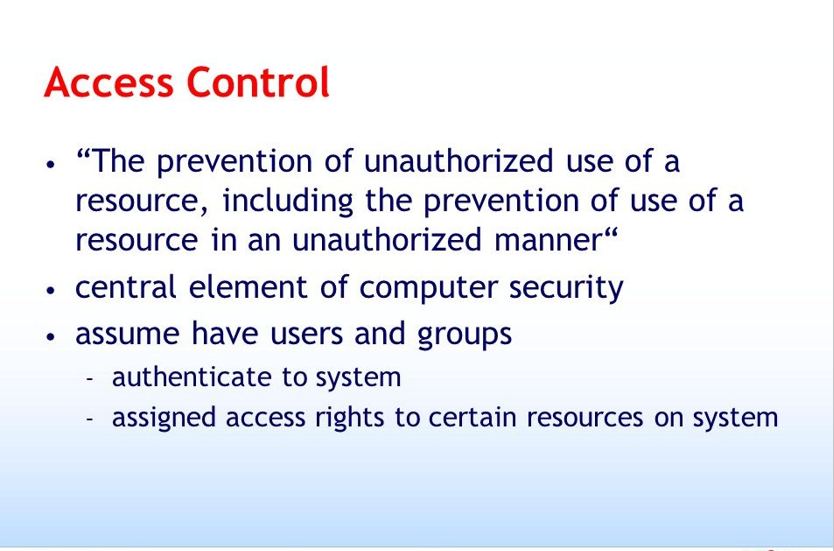 Access Control
• “The prevention of unauthorized use of a
resource, including the prevention of use of a
resource in an unauthorized manner“
• central element of computer security
• assume have users and groups
- authenticate to system
- assigned access rights to certain resources on system